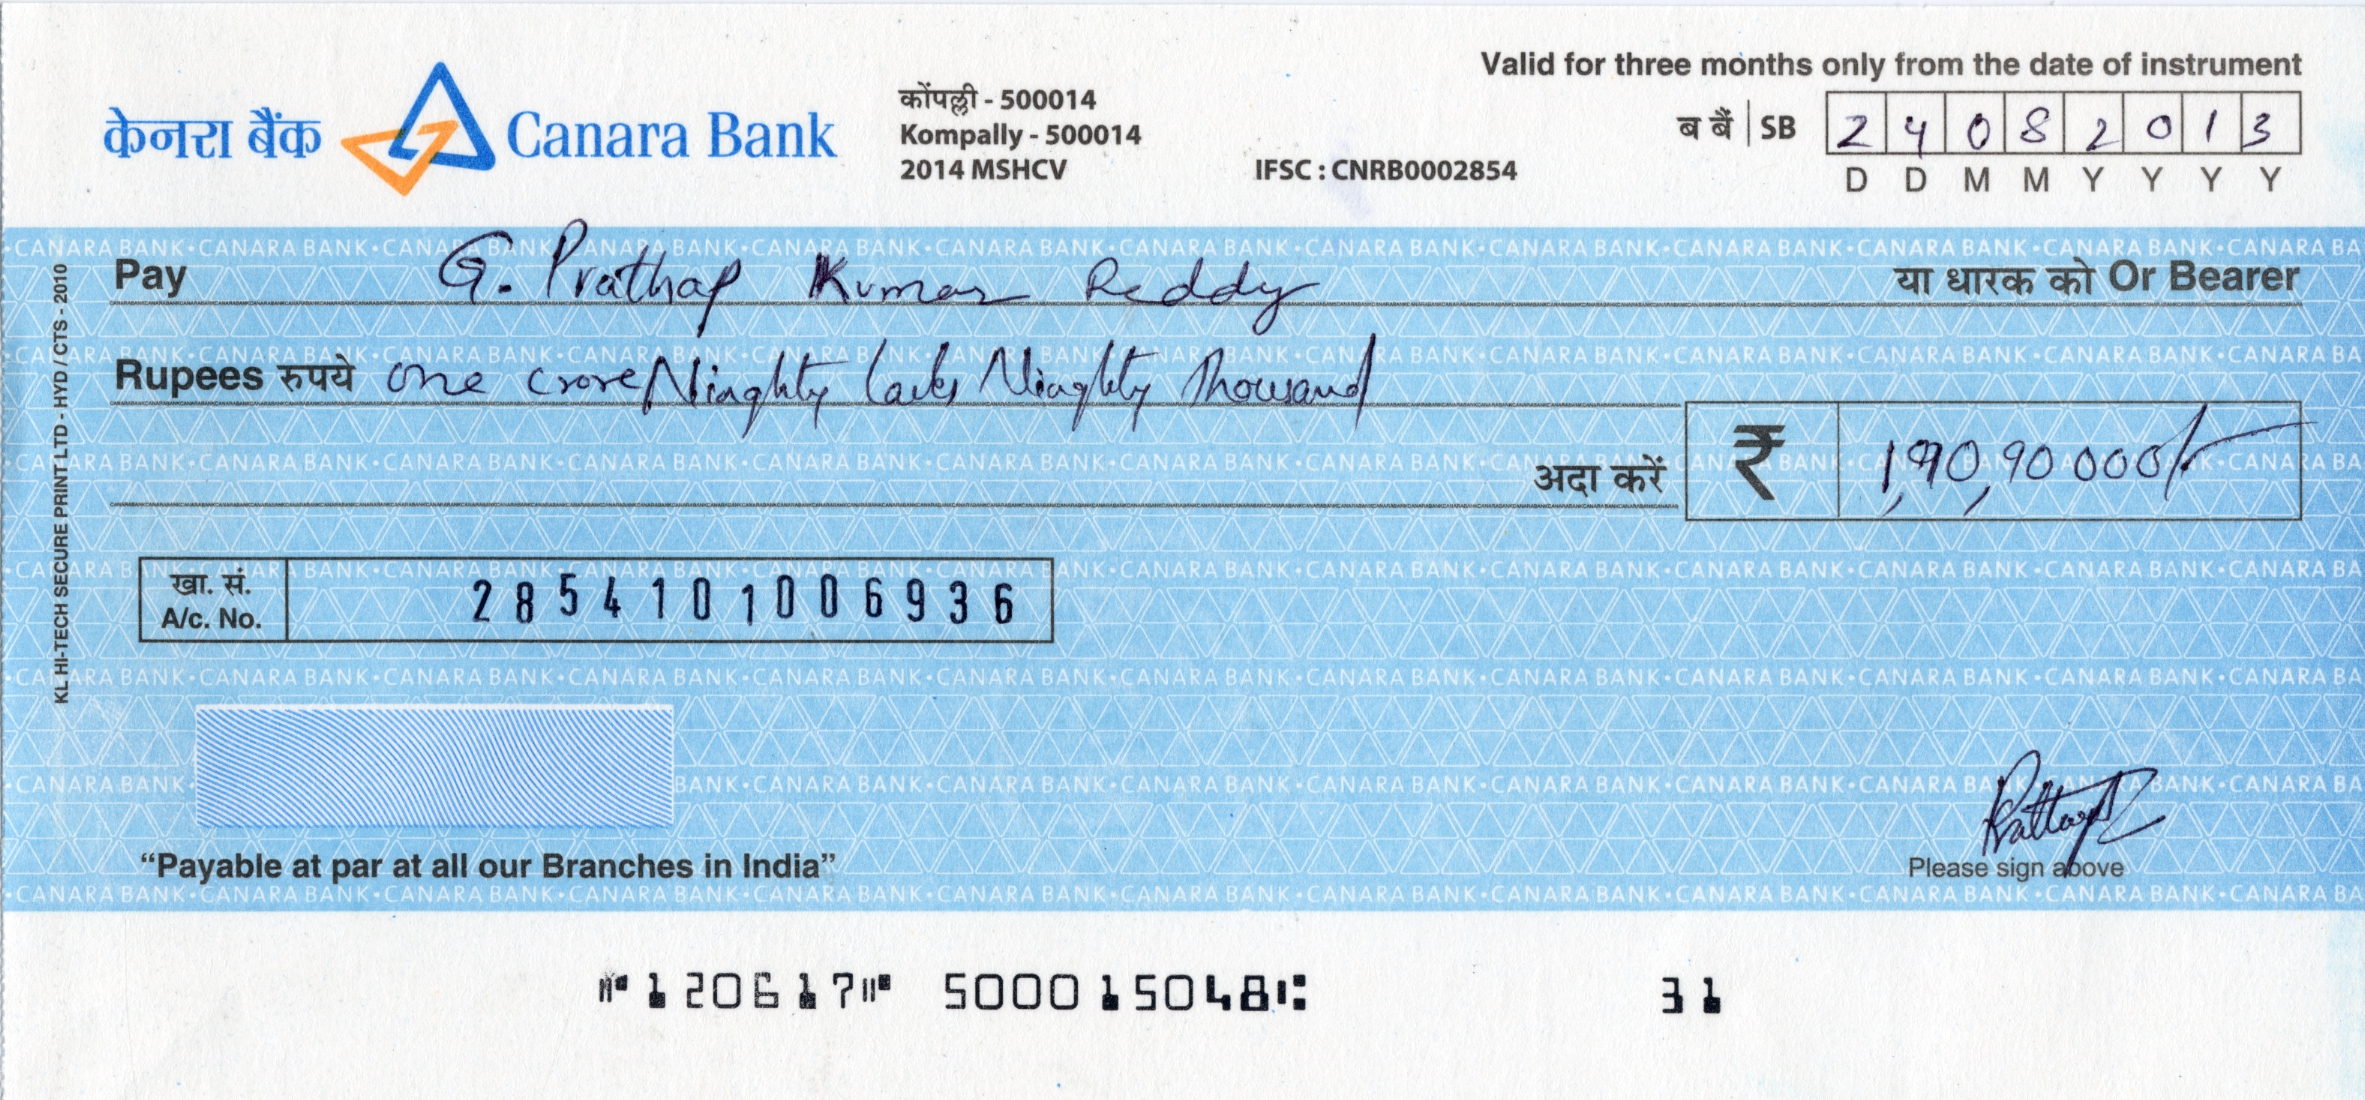 Valid for three months only from the date of instrument
केनरा बैंक Canara Bank
कोंपल्ली - 500014
Kompally - 500014
2014 MSHCV
IFSC : CNRB0002854
ब बैं | SB 2 4 0 8 2 0 1 3
D D M M Y Y Y Y
Pay G. Prathap Kumar Reddy या धारक को Or Bearer
Rupees रुपये one crore Ninghty lacks Ninghty Thousand
अदा करें ₹ 1,90,90000/-
खा. सं.
A/c. No.
2854101006936
KL HI-TECH SECURE PRINT LTD - HYD / CTS - 2010
“Payable at par at all our Branches in India”
Please sign above
⑈120617⑈ 500015048⑆ 31